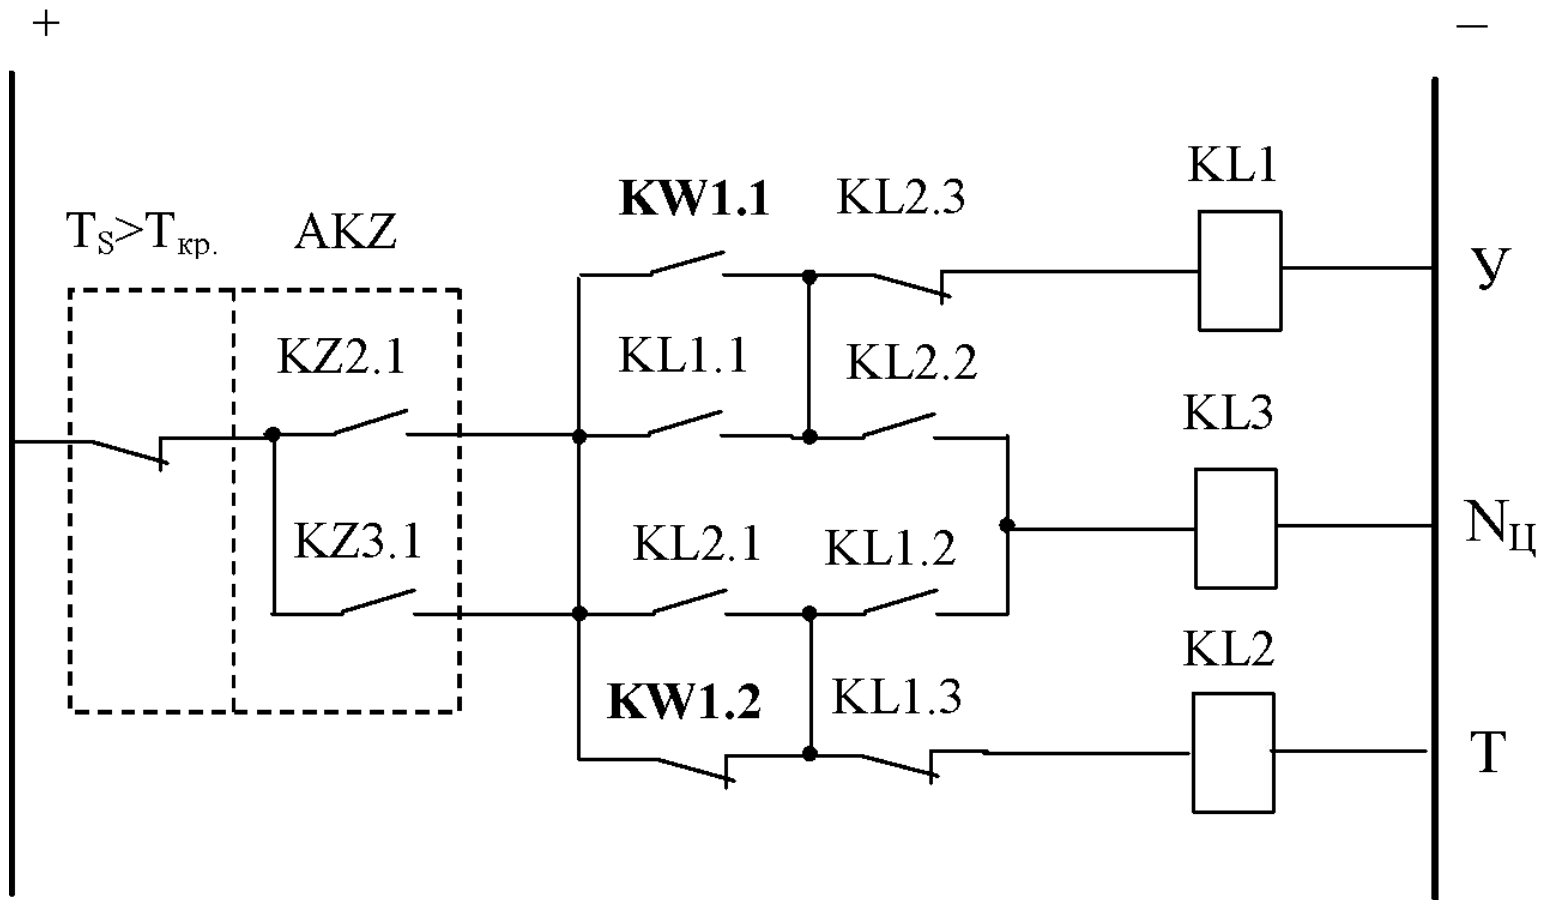 +
–
KL1
KW1.1
KL2.3
Tₛ>Tкр.
AKZ
У
KZ2.1
KL1.1
KL2.2
KL3
KZ3.1
KL2.1
KL1.2
NЦ
KL2
KW1.2
KL1.3
Т